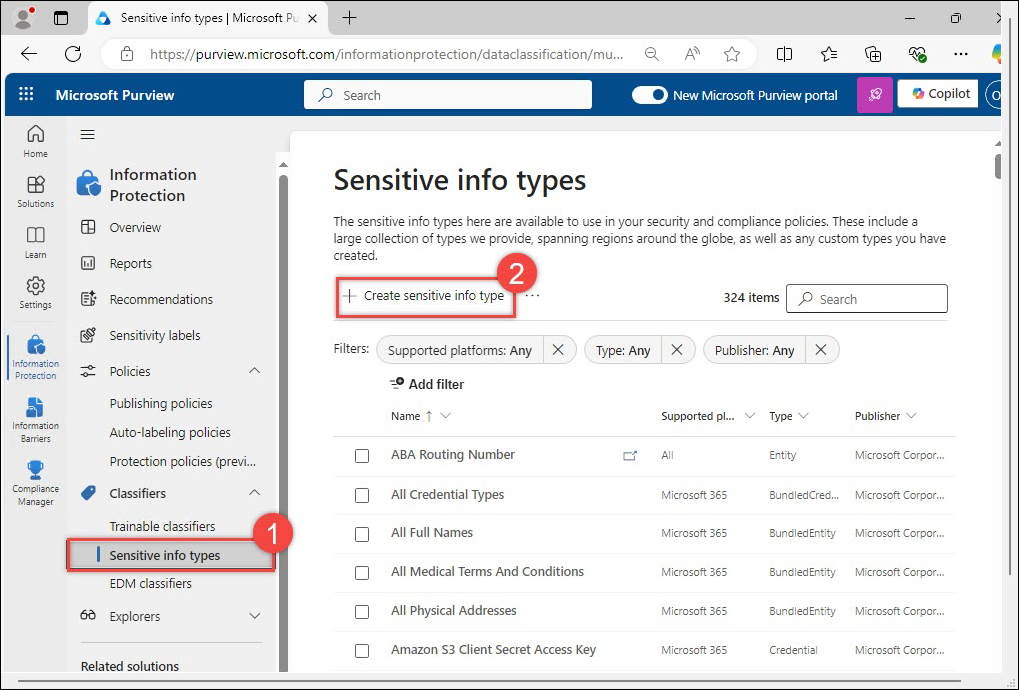 Sensitive info types | Microsoft Pu
https://purview.microsoft.com/informationprotection/dataclassification/mu...
Microsoft Purview
Search
New Microsoft Purview portal
Copilot
Home
Solutions
Learn
Settings
Information
Protection
Information
Barriers
Compliance
Manager
Information
Protection
Overview
Reports
Recommendations
Sensitivity labels
Policies
Publishing policies
Auto-labeling policies
Protection policies (previ...
Classifiers
Trainable classifiers
1
Sensitive info types
EDM classifiers
Explorers
Related solutions
Sensitive info types
The sensitive info types here are available to use in your security and compliance policies. These include a
large collection of types we provide, spanning regions around the globe, as well as any custom types you have
created.
2
+ Create sensitive info type ...
324 items
Search
Filters: Supported platforms: Any Type: Any Publisher: Any
Add filter
Name ↑ Supported pl... Type Publisher
ABA Routing Number All Entity Microsoft Corpor...
All Credential Types Microsoft 365 BundledCred... Microsoft Corpor...
All Full Names Microsoft 365 BundledEntity Microsoft Corpor...
All Medical Terms And Conditions Microsoft 365 BundledEntity Microsoft Corpor...
All Physical Addresses Microsoft 365 BundledEntity Microsoft Corpor...
Amazon S3 Client Secret Access Key Microsoft 365 Credential Microsoft Corpor...